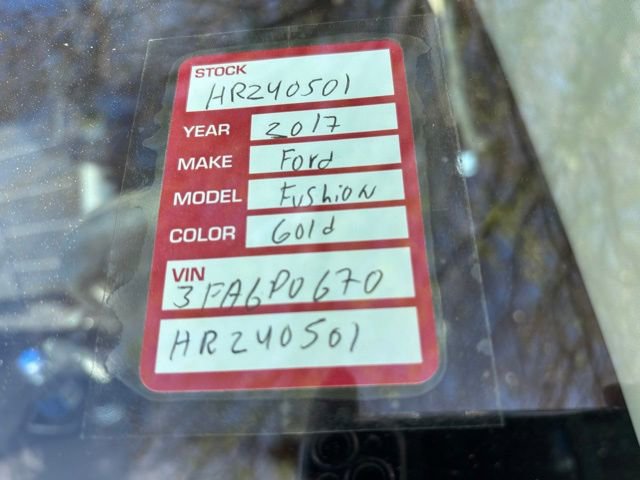 STOCK
HR240501
YEAR 2017
MAKE Ford
MODEL Fushion
COLOR Gold
VIN
3FA6P0670
HR240501